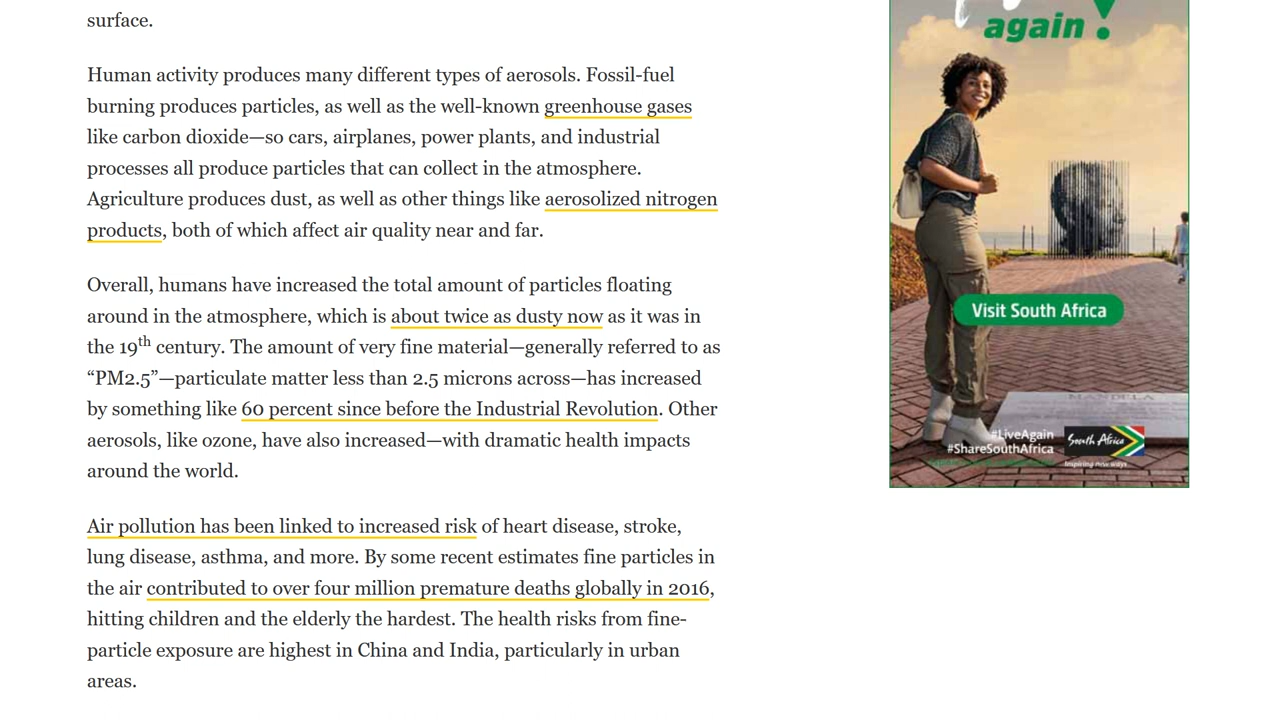 surface.
Human activity produces many different types of aerosols. Fossil-fuel
burning produces particles, as well as the well-known greenhouse gases
like carbon dioxide—so cars, airplanes, power plants, and industrial
processes all produce particles that can collect in the atmosphere.
Agriculture produces dust, as well as other things like aerosolized nitrogen
products, both of which affect air quality near and far.
Overall, humans have increased the total amount of particles floating
around in the atmosphere, which is about twice as dusty now as it was in
the 19th century. The amount of very fine material—generally referred to as
“PM2.5”—particulate matter less than 2.5 microns across—has increased
by something like 60 percent since before the Industrial Revolution. Other
aerosols, like ozone, have also increased—with dramatic health impacts
around the world.
Air pollution has been linked to increased risk of heart disease, stroke,
lung disease, asthma, and more. By some recent estimates fine particles in
the air contributed to over four million premature deaths globally in 2016,
hitting children and the elderly the hardest. The health risks from fine-
particle exposure are highest in China and India, particularly in urban
areas.
again!
Visit South Africa
MANDELA
#LiveAgain
#ShareSouthAfrica
South Africa
Inspiring new ways